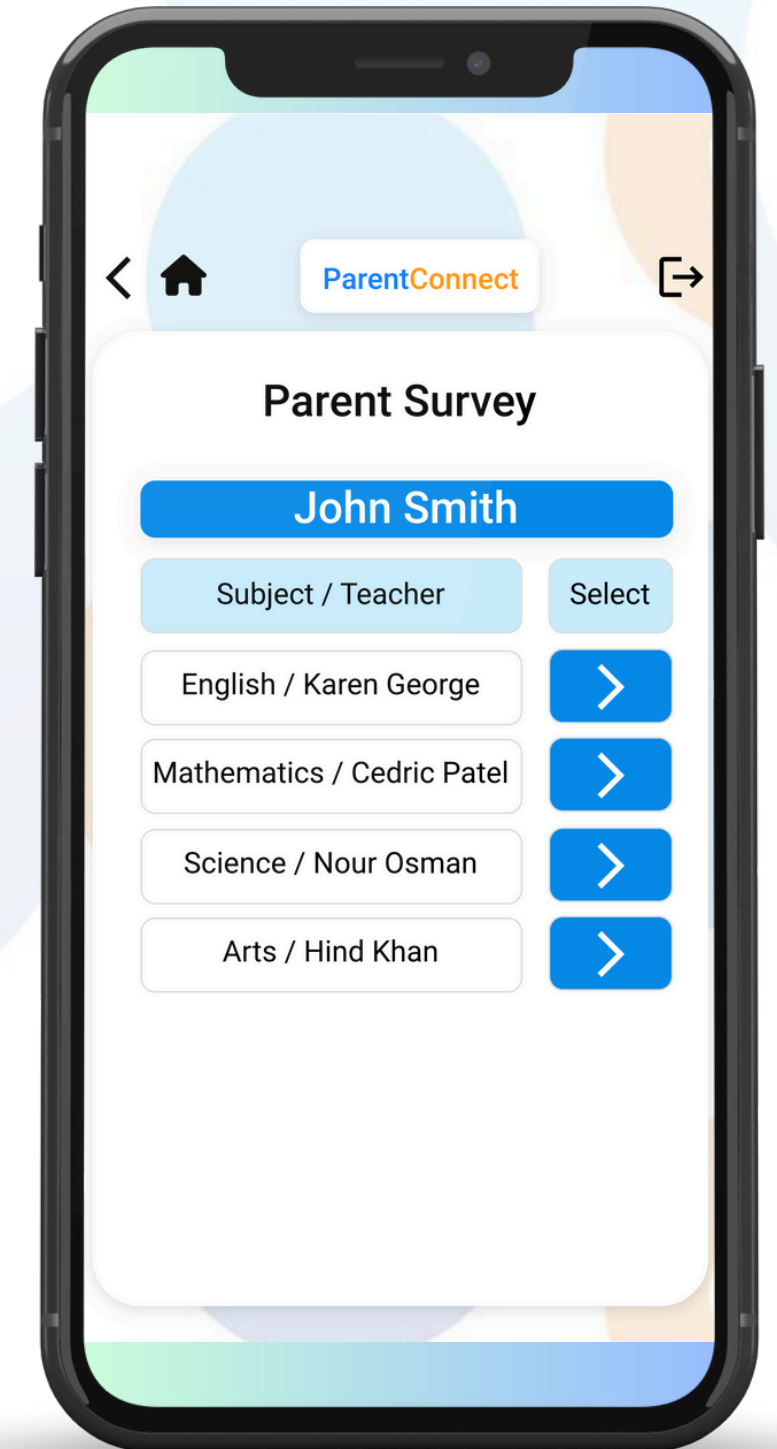 ParentConnect
Parent Survey
John Smith
Subject / Teacher Select
English / Karen George
Mathematics / Cedric Patel
Science / Nour Osman
Arts / Hind Khan